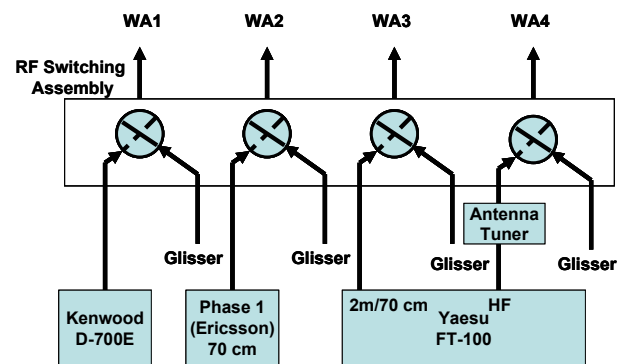 WA1 WA2 WA3 WA4
RF Switching
Assembly
Antenna
Tuner
Glisser Glisser Glisser Glisser
2m/70 cm HF
Kenwood
D-700E
Phase 1
(Ericsson)
70 cm
Yaesu
FT-100